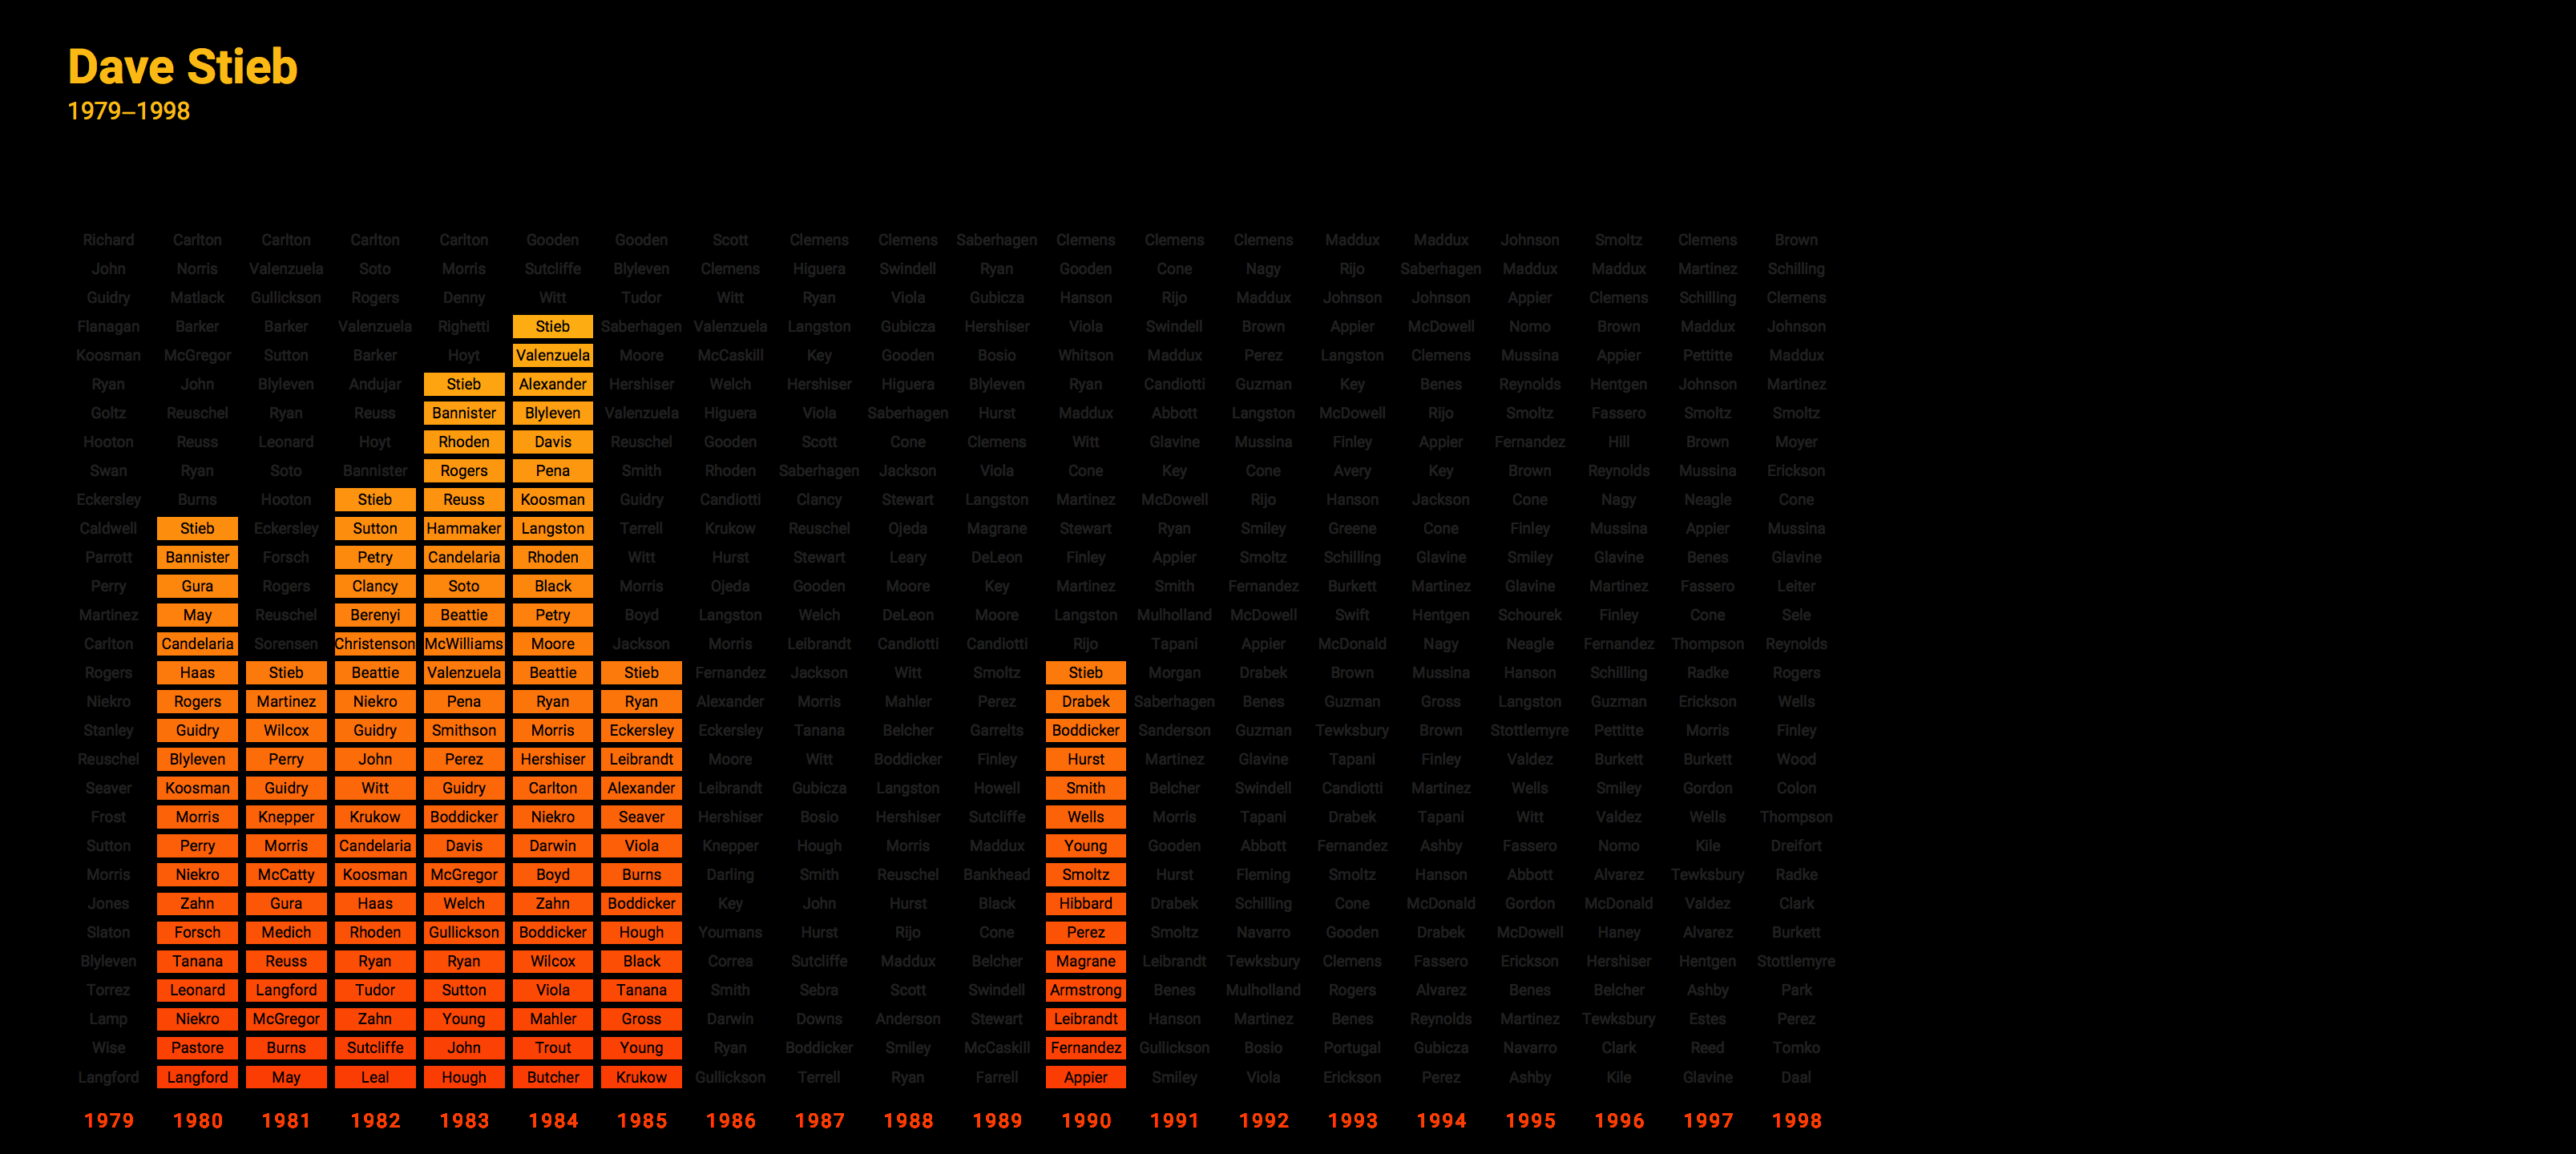 Dave Stieb
1979–1998
Richard Carlton Carlton Carlton Carlton Gooden Gooden Scott Clemens Clemens Saberhagen Clemens Clemens Clemens Maddux Maddux Johnson Smoltz Clemens Brown
John Norris Valenzuela Soto Morris Sutcliffe Blyleven Clemens Higuera Swindell Ryan Gooden Cone Nagy Rijo Saberhagen Maddux Maddux Martinez Schilling
Guidry Matlack Gullickson Rogers Denny Witt Tudor Witt Ryan Viola Gubicza Hanson Rijo Maddux Johnson Johnson Appier Clemens Schilling Clemens
Flanagan Barker Barker Valenzuela Righetti Stieb Saberhagen Valenzuela Langston Gubicza Hershiser Viola Swindell Brown Appier McDowell Nomo Brown Maddux Johnson
Koosman McGregor Sutton Barker Hoyt Valenzuela Moore McCaskill Key Gooden Bosio Whitson Maddux Perez Langston Clemens Mussina Appier Pettitte Maddux
Ryan John Blyleven Andujar Stieb Alexander Hershiser Welch Hershiser Higuera Blyleven Ryan Candiotti Guzman Key Benes Reynolds Hentgen Johnson Martinez
Goltz Reuschel Ryan Reuss Bannister Blyleven Valenzuela Higuera Viola Saberhagen Hurst Maddux Abbott Langston McDowell Rijo Smoltz Fassero Smoltz Smoltz
Hooton Reuss Leonard Hoyt Rhoden Davis Reuschel Gooden Scott Cone Clemens Witt Glavine Mussina Finley Appier Fernandez Hill Brown Moyer
Swan Ryan Soto Bannister Rogers Pena Smith Rhoden Saberhagen Jackson Viola Cone Key Cone Avery Key Brown Reynolds Mussina Erickson
Eckersley Burns Hooton Stieb Reuss Koosman Guidry Candiotti Clancy Stewart Langston Martinez McDowell Rijo Hanson Jackson Cone Nagy Neagle Cone
Caldwell Stieb Eckersley Sutton Hammaker Langston Terrell Krukow Reuschel Ojeda Magrane Stewart Ryan Smiley Greene Cone Finley Mussina Appier Mussina
Parrott Bannister Forsch Petry Candelaria Rhoden Witt Hurst Stewart Leary DeLeon Finley Appier Smoltz Schilling Glavine Smiley Glavine Benes Glavine
Perry Gura Rogers Clancy Soto Black Morris Ojeda Gooden Moore Key Martinez Smith Fernandez Burkett Martinez Glavine Martinez Fassero Leiter
Martinez May Reuschel Berenyi Beattie Petry Boyd Langston Welch DeLeon Moore Langston Mulholland McDowell Swift Hentgen Schourek Finley Cone Sele
Carlton Candelaria Sorensen Christenson McWilliams Moore Jackson Morris Leibrandt Candiotti Candiotti Rijo Tapani Appier McDonald Nagy Neagle Fernandez Thompson Reynolds
Rogers Haas Stieb Beattie Valenzuela Beattie Stieb Fernandez Jackson Witt Smoltz Stieb Morgan Drabek Brown Mussina Hanson Schilling Radke Rogers
Niekro Rogers Martinez Niekro Pena Ryan Ryan Alexander Morris Mahler Perez Drabek Saberhagen Benes Guzman Gross Langston Guzman Erickson Wells
Stanley Guidry Wilcox Guidry Smithson Morris Eckersley Eckersley Tanana Belcher Garrelts Boddicker Sanderson Guzman Tewksbury Brown Stottlemyre Pettitte Morris Finley
Reuschel Blyleven Perry John Perez Hershiser Leibrandt Moore Witt Boddicker Finley Hurst Martinez Glavine Tapani Finley Valdez Burkett Burkett Wood
Seaver Koosman Guidry Witt Guidry Carlton Alexander Leibrandt Gubicza Langston Howell Smith Belcher Swindell Candiotti Martinez Wells Smiley Gordon Colon
Frost Morris Knepper Krukow Boddicker Niekro Seaver Hershiser Bosio Hershiser Sutcliffe Wells Morris Tapani Drabek Tapani Witt Valdez Wells Thompson
Sutton Perry Morris Candelaria Davis Darwin Viola Knepper Hough Morris Maddux Young Gooden Abbott Fernandez Ashby Fassero Nomo Kile Dreifort
Morris Niekro McCatty Koosman McGregor Boyd Burns Darling Smith Reuschel Bankhead Smoltz Hurst Fleming Smoltz Hanson Abbott Alvarez Tewksbury Radke
Jones Zahn Gura Haas Welch Zahn Boddicker Key John Hurst Black Hibbard Drabek Schilling Cone McDonald Gordon McDonald Valdez Clark
Slaton Forsch Medich Rhoden Gullickson Boddicker Hough Youmans Hurst Rijo Cone Perez Smoltz Navarro Gooden Drabek McDowell Haney Alvarez Burkett
Blyleven Tanana Reuss Ryan Ryan Wilcox Black Correa Sutcliffe Maddux Belcher Magrane Leibrandt Tewksbury Clemens Fassero Erickson Hershiser Hentgen Stottlemyre
Torrez Leonard Langford Tudor Sutton Viola Tanana Smith Sebra Scott Swindell Armstrong Benes Mulholland Rogers Alvarez Benes Belcher Ashby Park
Lamp Niekro McGregor Zahn Young Mahler Gross Darwin Downs Anderson Stewart Leibrandt Hanson Martinez Benes Reynolds Martinez Tewksbury Estes Perez
Wise Pastore Burns Sutcliffe John Trout Young Ryan Boddicker Smiley McCaskill Fernandez Gullickson Bosio Portugal Gubicza Navarro Clark Reed Tomko
Langford Langford May Leal Hough Butcher Krukow Gullickson Terrell Ryan Farrell Appier Smiley Viola Erickson Perez Ashby Kile Glavine Daal
1979 1980 1981 1982 1983 1984 1985 1986 1987 1988 1989 1990 1991 1992 1993 1994 1995 1996 1997 1998